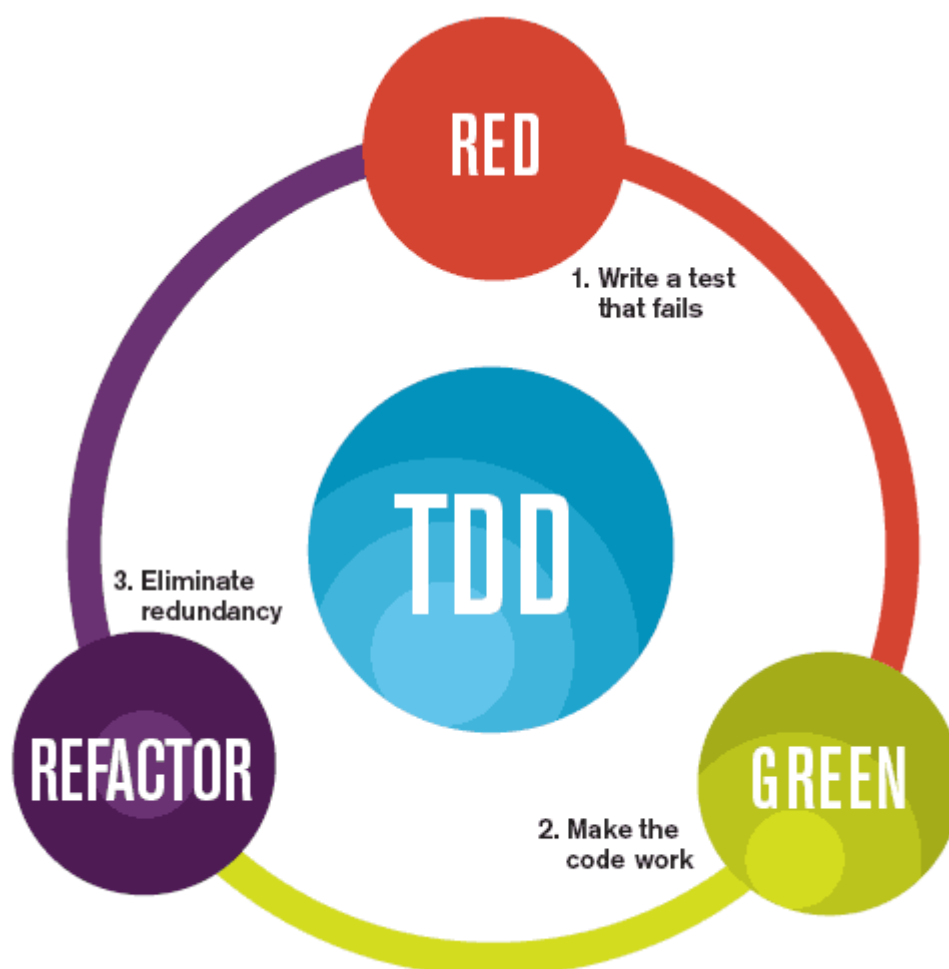 RED
1. Write a test
that fails
TDD
3. Eliminate
redundancy
REFACTOR
GREEN
2. Make the
code work